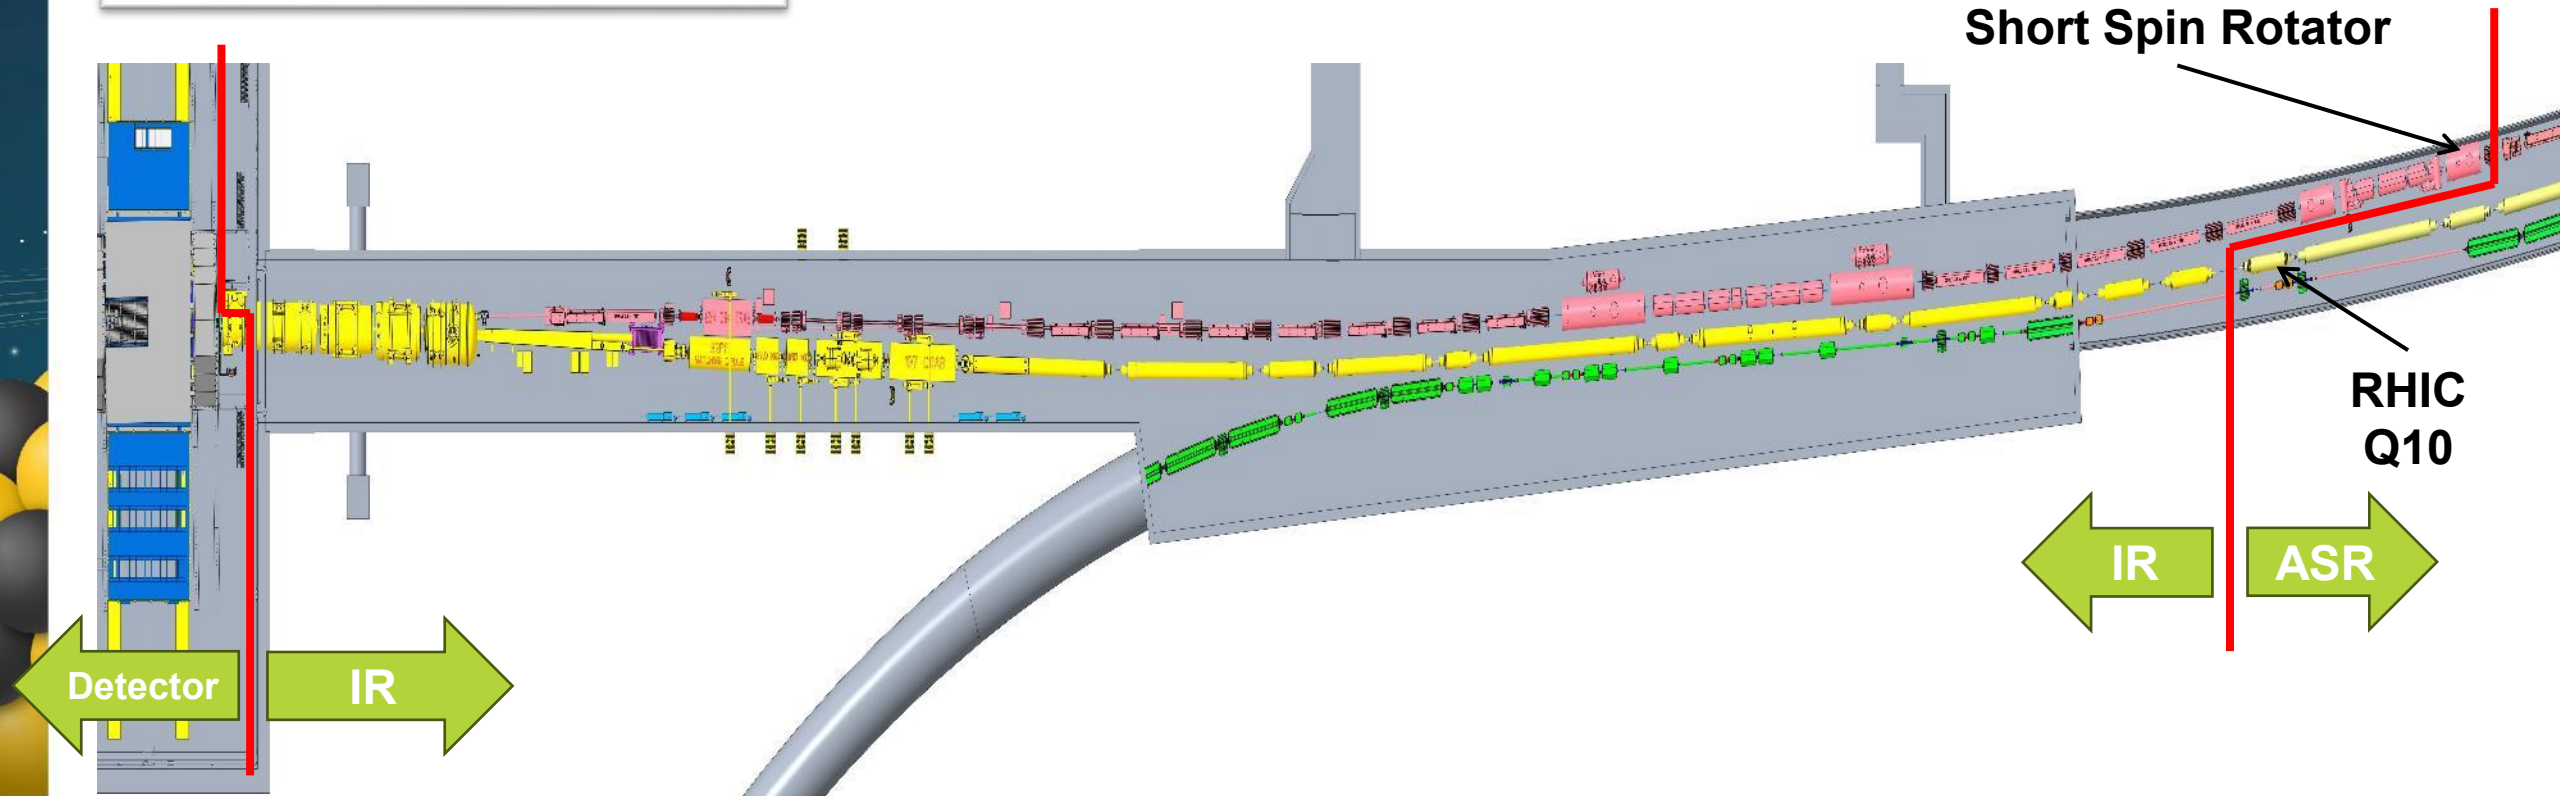 Short Spin Rotator
RHIC
Q10
IR
ASR
Detector
IR